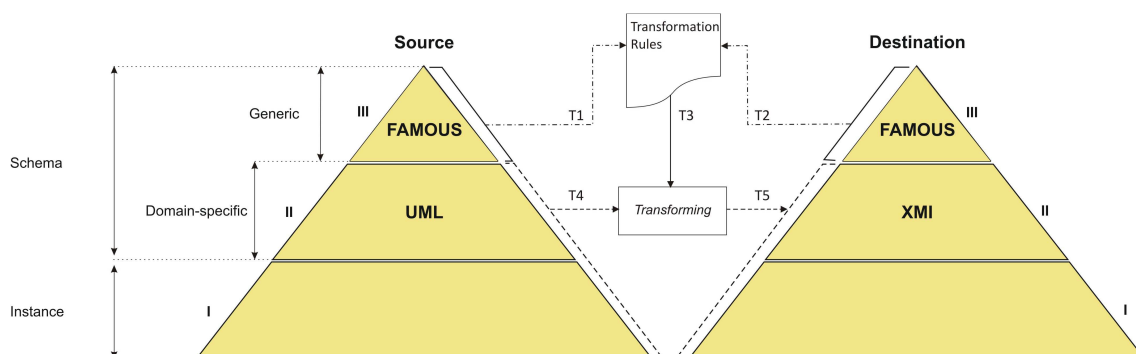 Source
Transformation
Rules
Destination
Generic
III
FAMOUS
T1
T3
T2
FAMOUS
III
Schema
Domain-specific
II
UML
T4
Transforming
T5
XMI
II
Instance
I
I